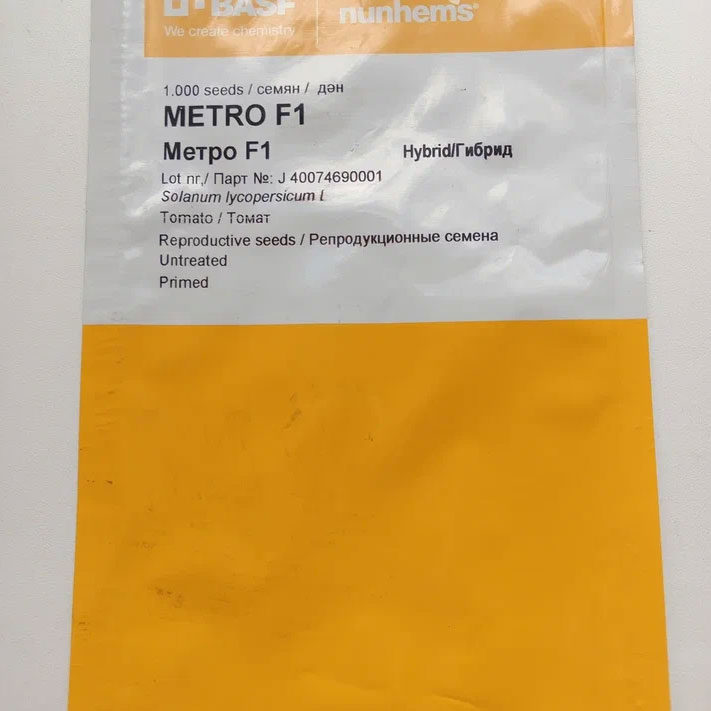 BASF
nunhems
We create chemistry
1.000 seeds / семян / дән
METRO F1
Метро F1
Hybrid/Гибрид
Lot nr,/ Парт №: J 40074690001
Solanum lycopersicum L
Tomato / Томат
Reproductive seeds / Репродукционные семена
Untreated
Primed